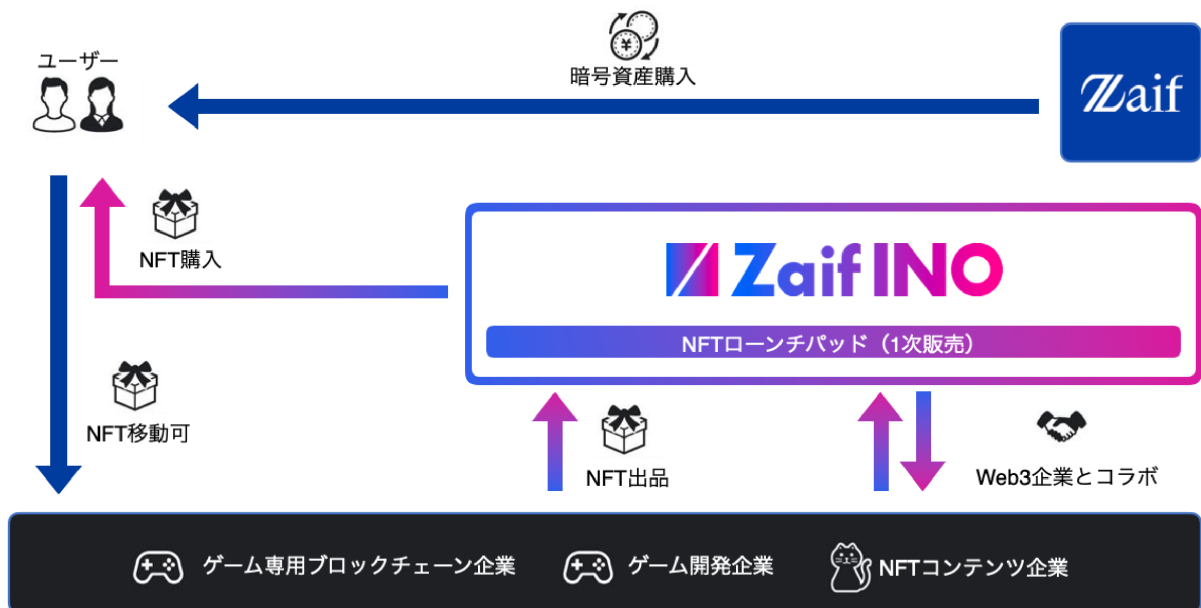 ユーザー
暗号資産購入
Zaif
NFT購入
Zaif INO
NFTローンチパッド（1次販売）
NFT移動可
NFT出品
Web3企業とコラボ
ゲーム専用ブロックチェーン企業
ゲーム開発企業
NFTコンテンツ企業